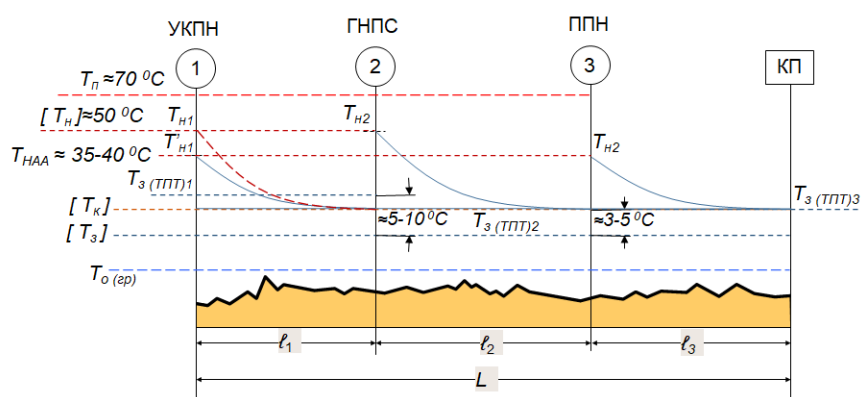 УКПН ГНПС ППН
1 2 3 КП
Tп ≈70 ⁰C
[ Tн ]≈50 ⁰C Tн1 Tн2
T'н1 Tн2
TНАА ≈ 35-40 ⁰C
Tз (ТПТ)1
[ Tк ] ≈5-10 ⁰C Tз (ТПТ)2 ≈3-5 ⁰C Tз (ТПТ)3
[ Tз ]
Tо (гр)
ℓ1 ℓ2 ℓ3
L